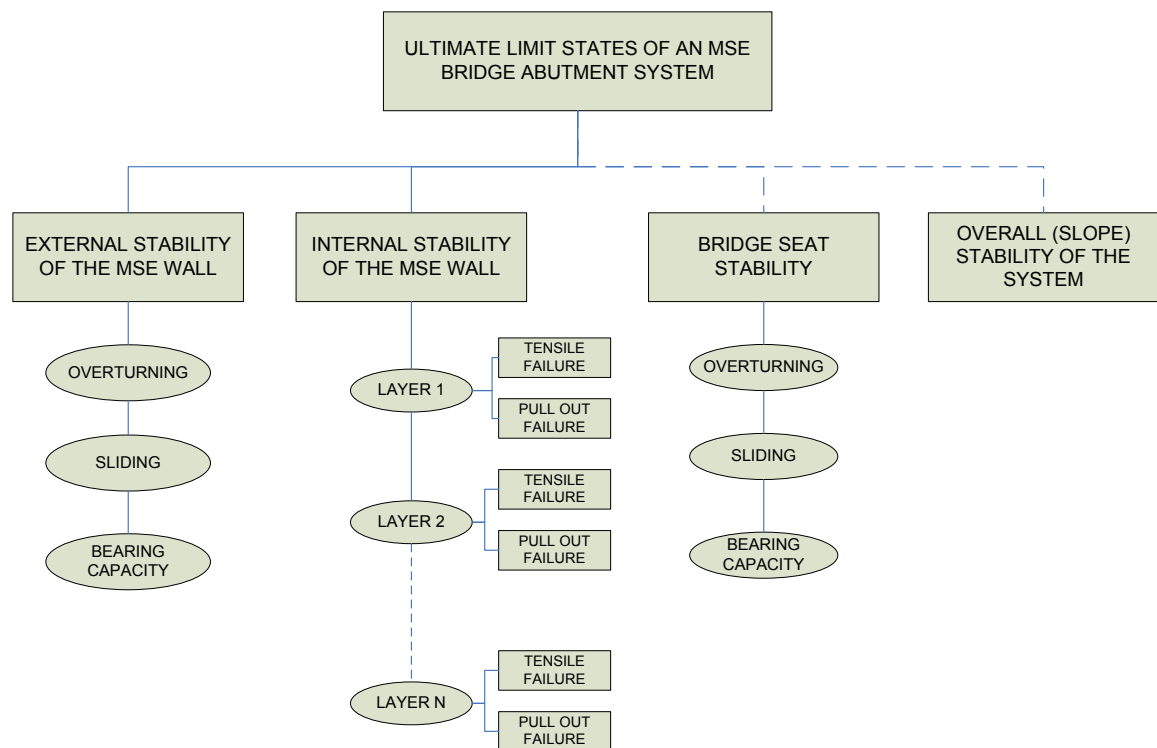 ULTIMATE LIMIT STATES OF AN MSE
BRIDGE ABUTMENT SYSTEM
EXTERNAL STABILITY
OF THE MSE WALL
INTERNAL STABILITY
OF THE MSE WALL
BRIDGE SEAT
STABILITY
OVERALL (SLOPE)
STABILITY OF THE
SYSTEM
OVERTURNING
SLIDING
BEARING
CAPACITY
LAYER 1
TENSILE
FAILURE
PULL OUT
FAILURE
LAYER 2
TENSILE
FAILURE
PULL OUT
FAILURE
LAYER N
TENSILE
FAILURE
PULL OUT
FAILURE
OVERTURNING
SLIDING
BEARING
CAPACITY